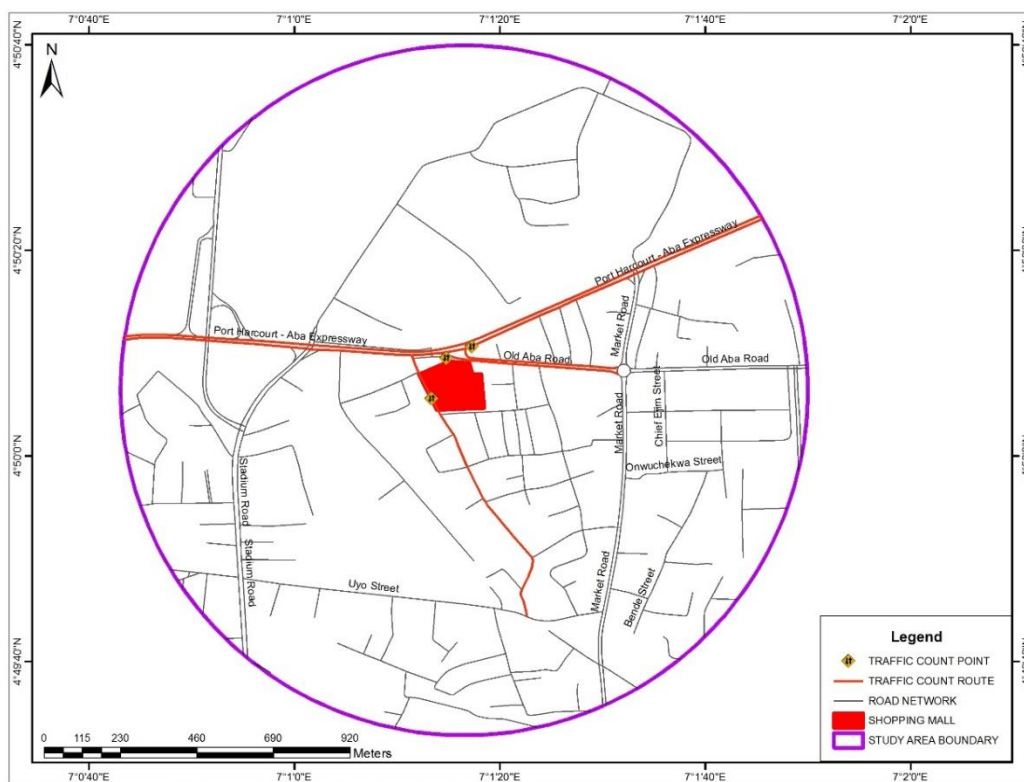 7°0'40"E
7°1'0"E
7°1'20"E
7°1'40"E
7°2'0"E
4°50'40"N
N
4°50'20"N
Port Harcourt - Aba Expressway
Port Harcourt - Aba Expressway
Market Road
Old Aba Road
Old Aba Road
Market Road
Chief Ejim Street
4°50'0"N
Onwuchekwa Street
Stadium Road
Stadium Road
Uyo Street
Market Road
Bende Street
4°49'40"N
Legend
TRAFFIC COUNT POINT
TRAFFIC COUNT ROUTE
ROAD NETWORK
SHOPPING MALL
STUDY AREA BOUNDARY
0 115 230 460 690 920
Meters
7°0'40"E
7°1'0"E
7°1'20"E
7°1'40"E
7°2'0"E